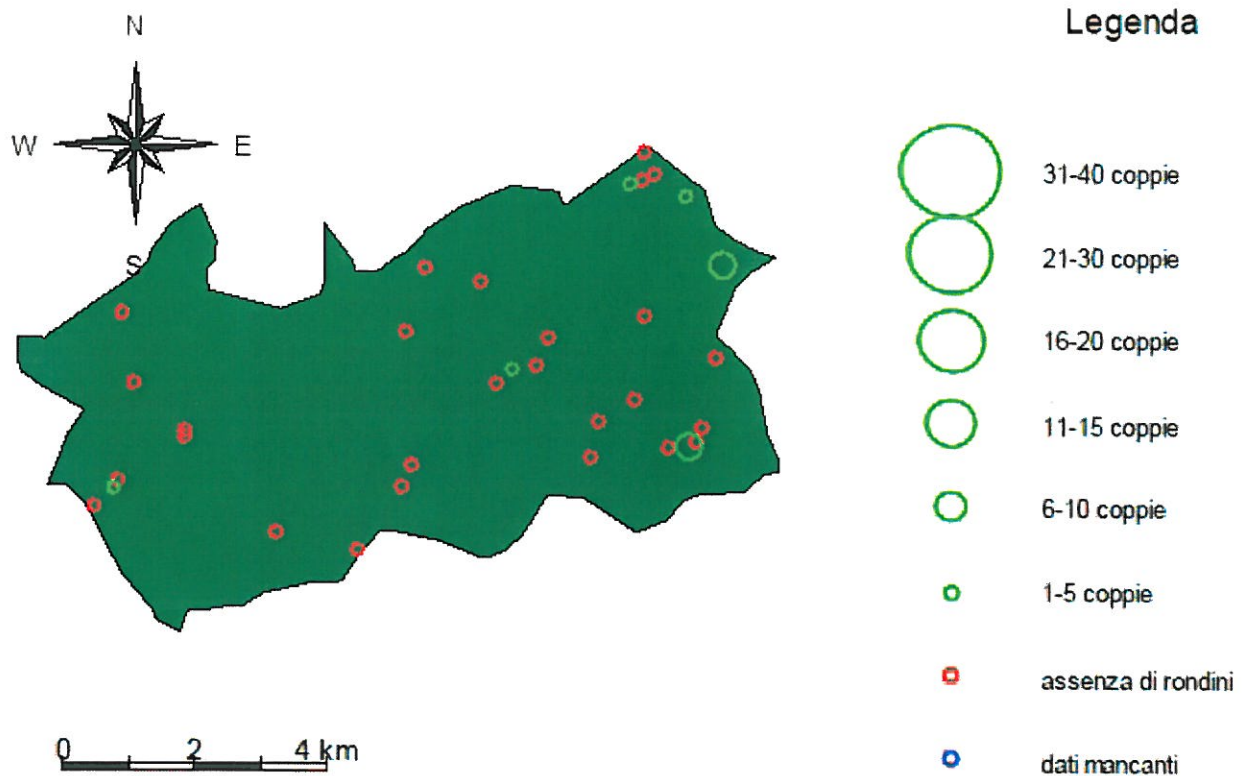 N
W
E
S
0
2
4 km
Legenda
31-40 coppie
21-30 coppie
16-20 coppie
11-15 coppie
6-10 coppie
1-5 coppie
assenza di rondini
dati mancanti